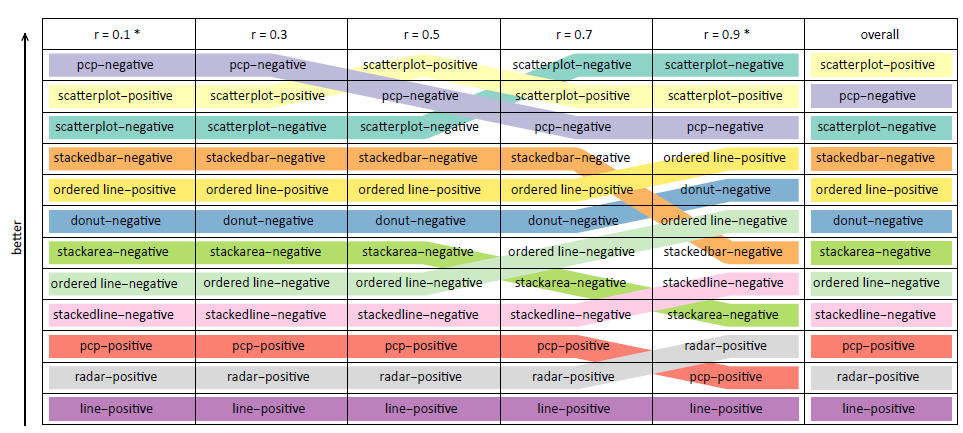 r = 0.1 * r = 0.3 r = 0.5 r = 0.7 r = 0.9 * overall
pcp–negative pcp–negative scatterplot–positive scatterplot–negative scatterplot–negative scatterplot–positive
scatterplot–positive scatterplot–positive pcp–negative scatterplot–positive scatterplot–positive pcp–negative
scatterplot–negative scatterplot–negative scatterplot–negative pcp–negative pcp–negative scatterplot–negative
stackedbar–negative stackedbar–negative stackedbar–negative stackedbar–negative ordered line–positive stackedbar–negative
ordered line–positive ordered line–positive ordered line–positive ordered line–positive donut–negative ordered line–positive
donut–negative donut–negative donut–negative donut–negative ordered line–negative donut–negative
stackarea–negative stackarea–negative stackarea–negative ordered line–negative stackedbar–negative stackarea–negative
ordered line–negative ordered line–negative ordered line–negative stackarea–negative stackedline–negative ordered line–negative
stackedline–negative stackedline–negative stackedline–negative stackedline–negative stackarea–negative stackedline–negative
pcp–positive pcp–positive pcp–positive pcp–positive radar–positive pcp–positive
radar–positive radar–positive radar–positive radar–positive pcp–positive radar–positive
line–positive line–positive line–positive line–positive line–positive line–positive
better